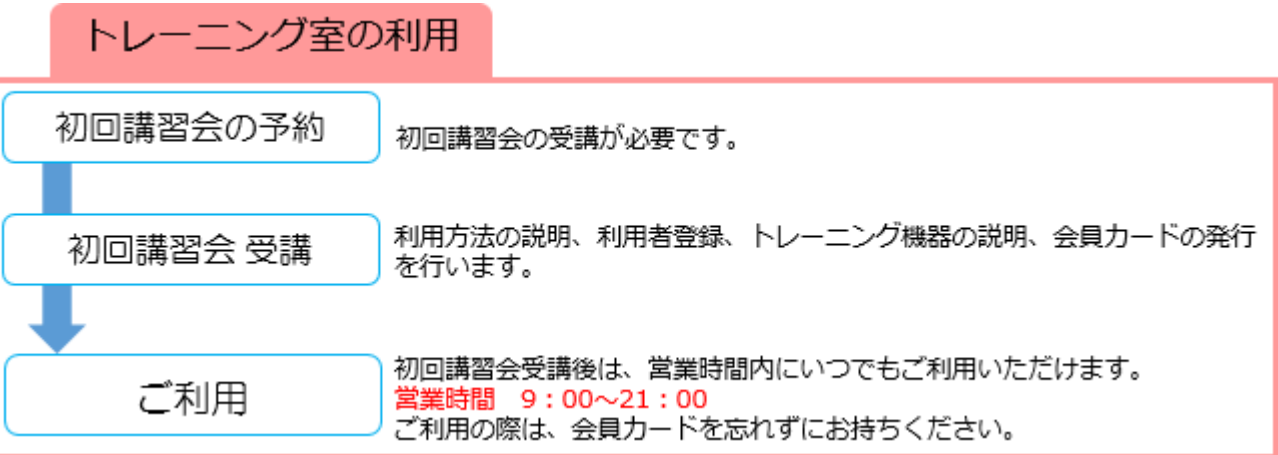 トレーニング室の利用
初回講習会の予約
初回講習会の受講が必要です。
初回講習会 受講
利用方法の説明、利用者登録、トレーニング機器の説明、会員カードの発行
を行います。
ご利用
初回講習会受講後は、営業時間内にいつでもご利用いただけます。
営業時間　9：00～21：00
ご利用の際は、会員カードを忘れずにお持ちください。